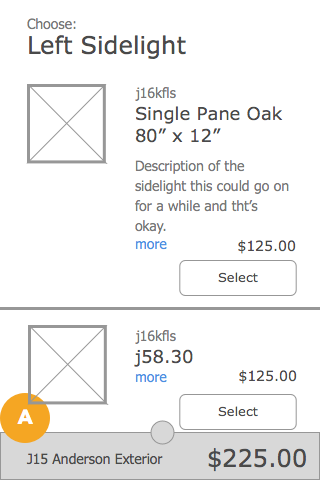 Choose:
Left Sidelight
j16kfls
Single Pane Oak
80” x 12”
Description of the
sidelight this could go on
for a while and tht’s
okay.
more
$125.00
Select
j16kfls
j58.30
more
$125.00
Select
A
J15 Anderson Exterior
$225.00